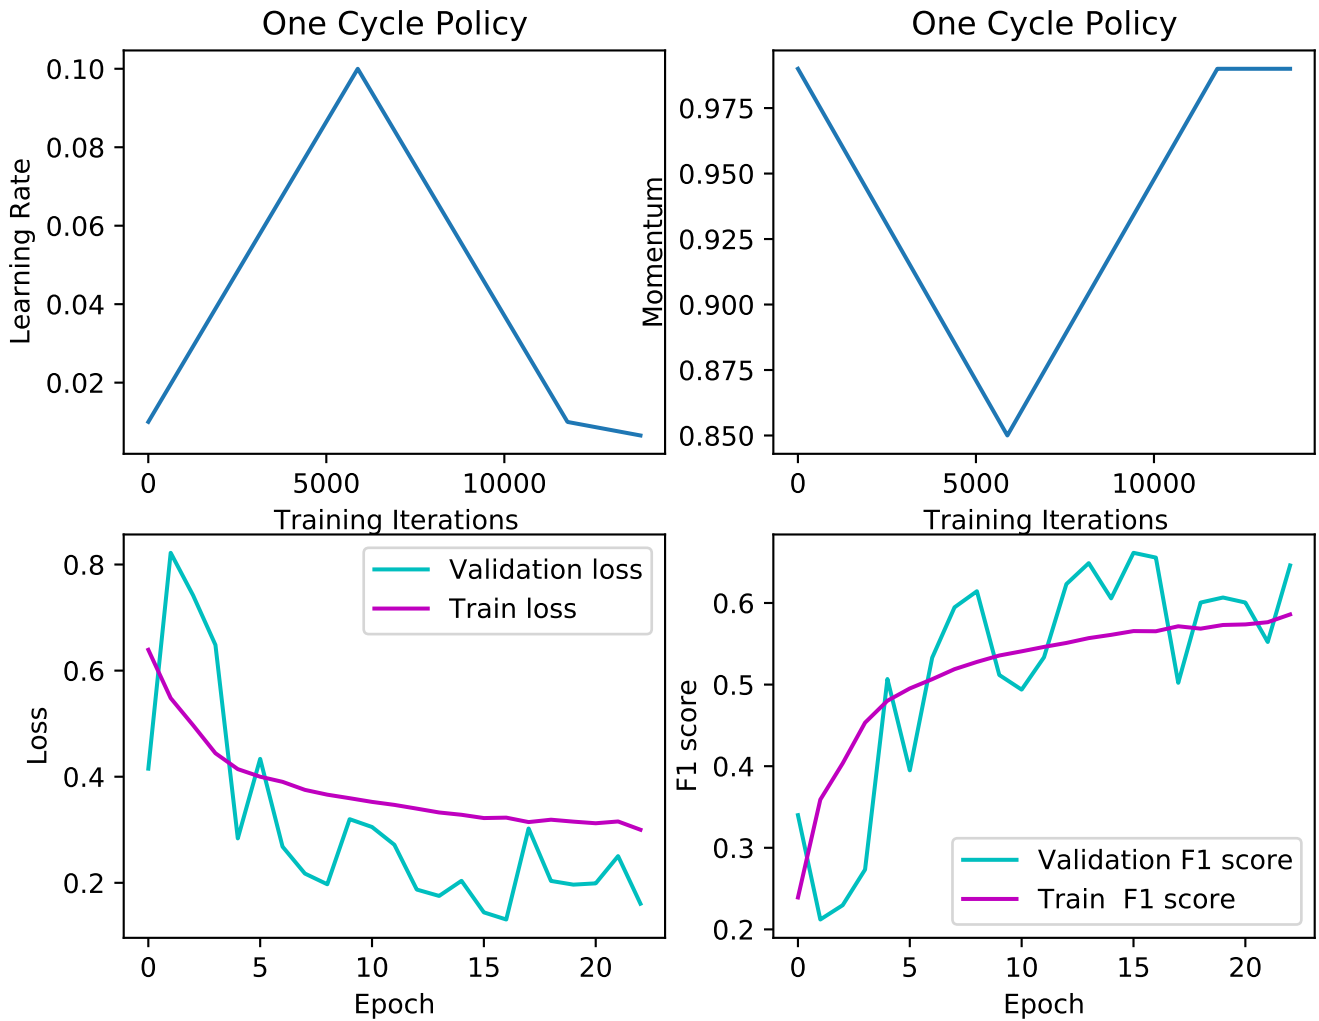 One Cycle Policy
0.10
0.08
0.06
0.04
0.02
Learning Rate
0
5000
10000
Training Iterations
One Cycle Policy
0.975
0.950
0.925
0.900
0.875
0.850
Momentum
0
5000
10000
Training Iterations
0.8
0.6
0.4
0.2
Loss
Validation loss
Train loss
0
5
10
15
20
Epoch
0.6
0.5
0.4
0.3
0.2
F1 score
Validation F1 score
Train  F1 score
0
5
10
15
20
Epoch